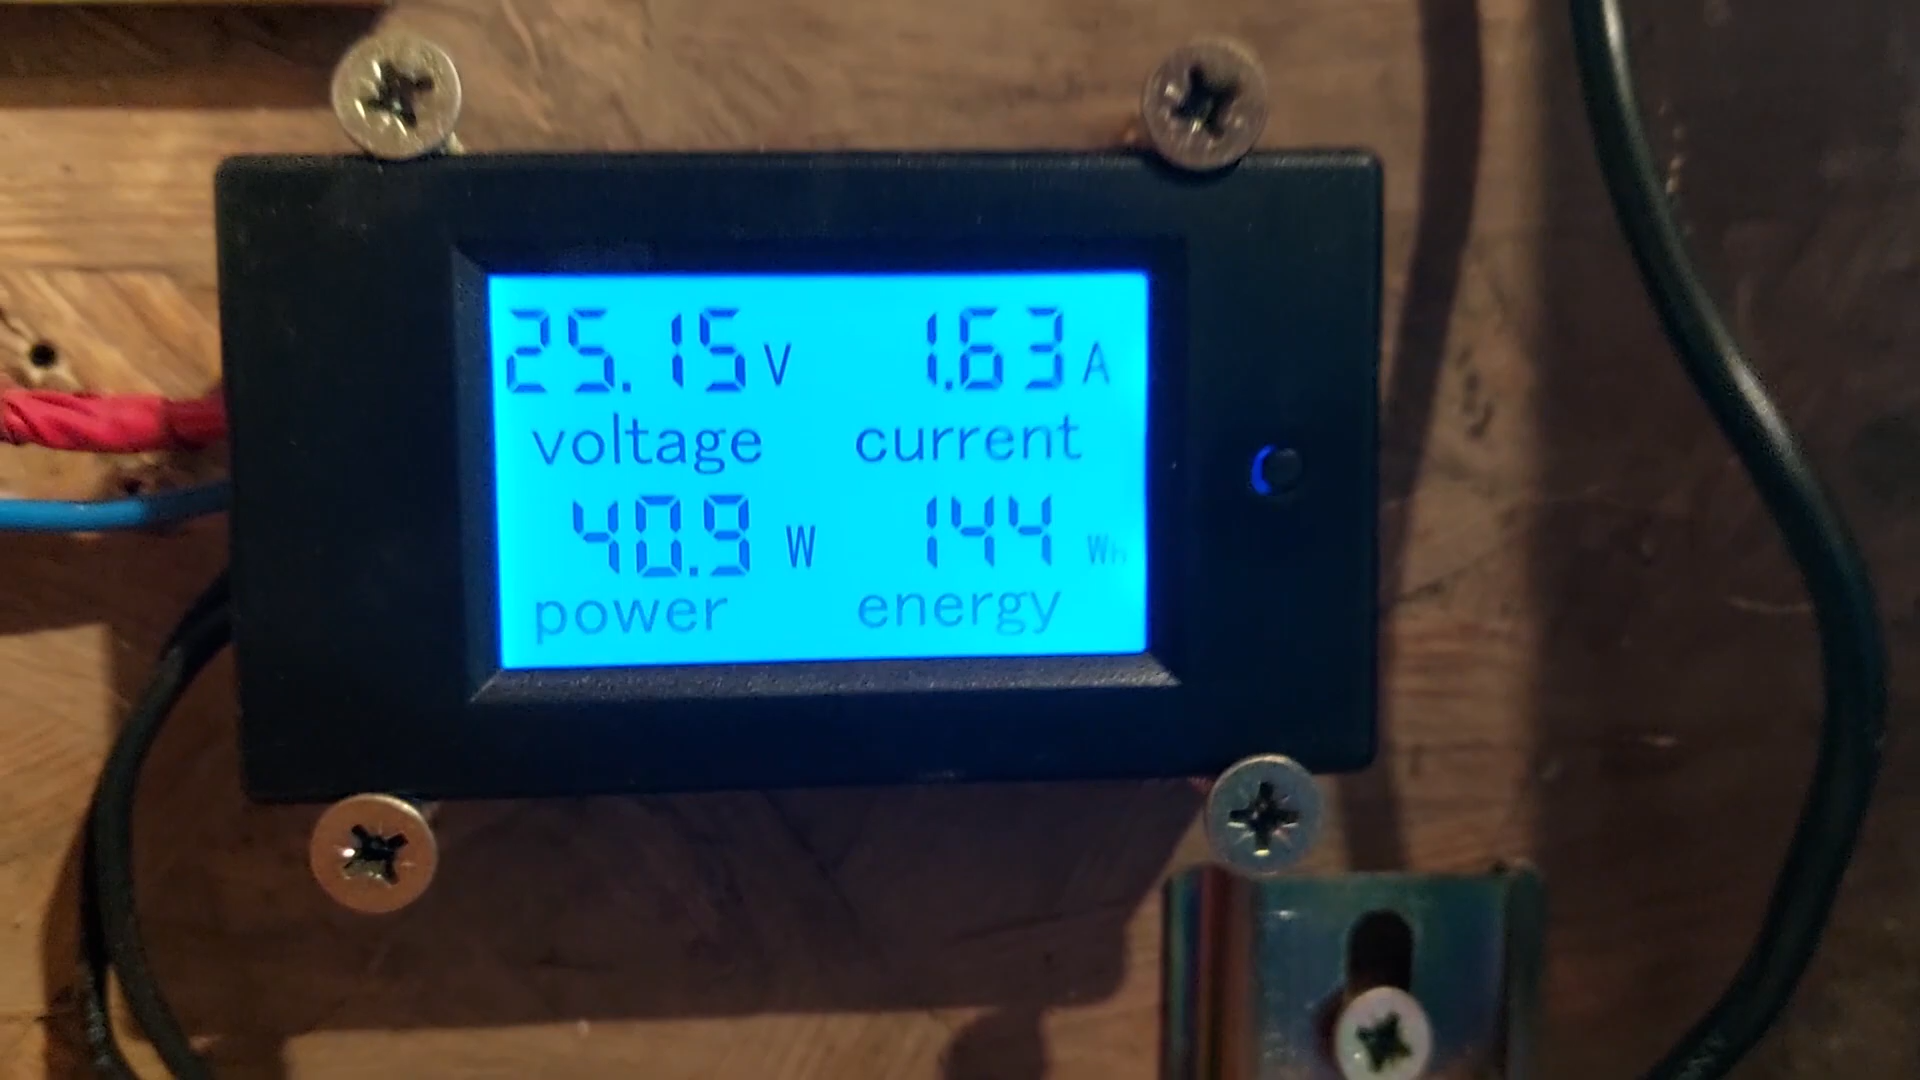 25.15V 1.63A
voltage current
40.9 W 144 Wh
power energy